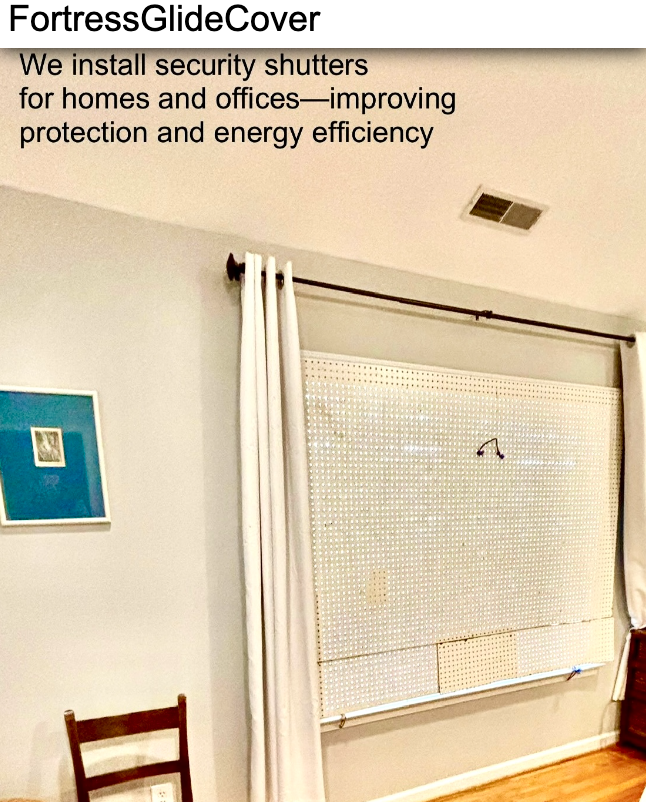 FortressGlideCover
We install security shutters
for homes and offices—improving
protection and energy efficiency